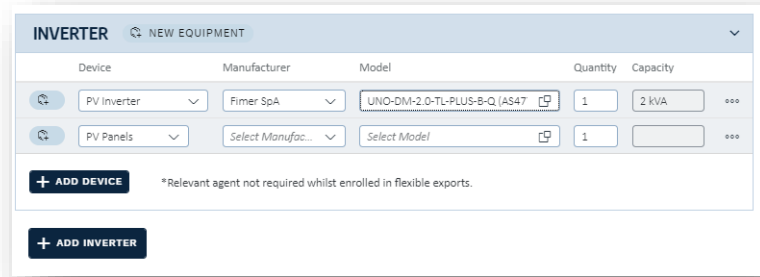 INVERTER NEW EQUIPMENT
Device Manufacturer Model Quantity Capacity
PV Inverter Fimer SpA UNO-DM-2.0-TL-PLUS-B-Q (AS47 1 2 kVA
PV Panels Select Manufac... Select Model 1
+ ADD DEVICE *Relevant agent not required whilst enrolled in flexible exports.
+ ADD INVERTER